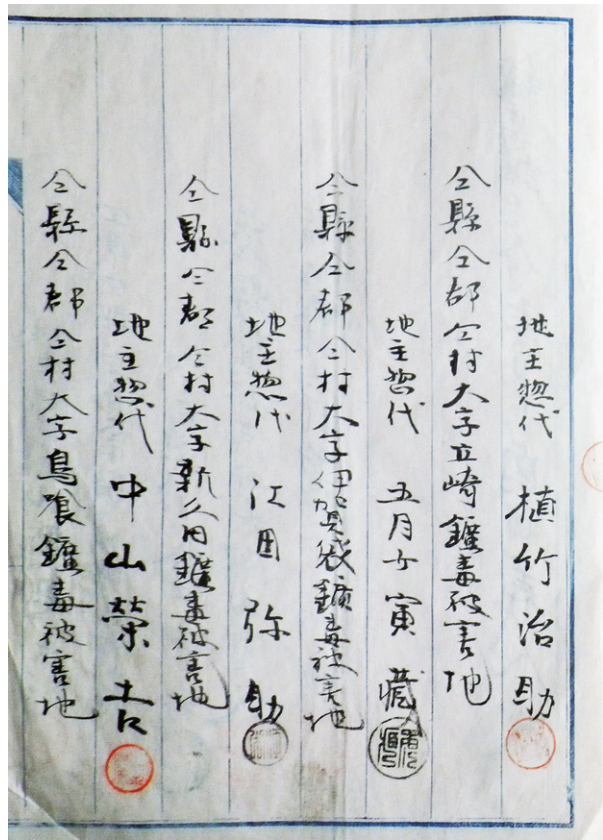 地主惣代 植竹治助
仝縣仝郡仝村大字立崎鑛毒被害地
地主惣代 五月女寅藏
仝縣仝郡仝村大字伊賀袋鑛毒被害地
地主惣代 江田弥助
仝縣仝郡仝村大字新久田鑛毒被害地
地主惣代 中山榮吉
仝縣仝郡仝村大字鳥喰鑛毒被害地